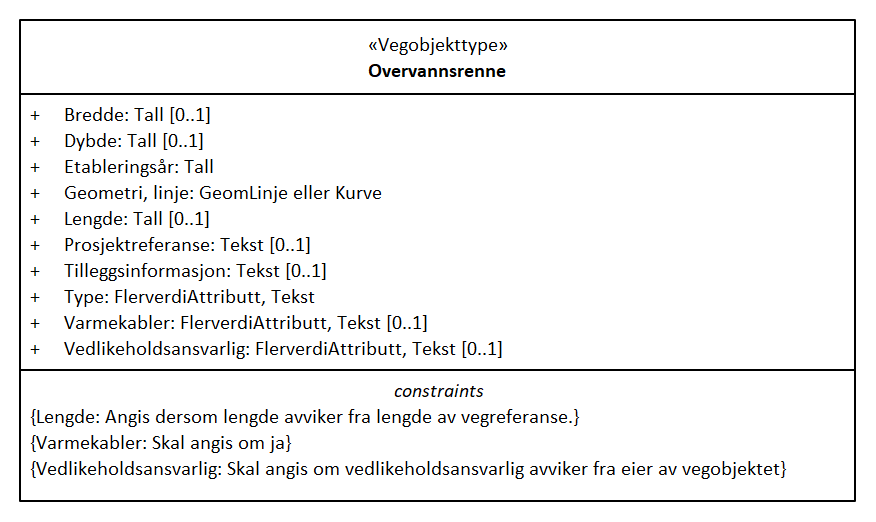 «Vegobjekttype»
Overvannsrenne
+ Bredde: Tall [0..1]
+ Dybde: Tall [0..1]
+ Etableringsår: Tall
+ Geometri, linje: GeomLinje eller Kurve
+ Lengde: Tall [0..1]
+ Prosjektreferanse: Tekst [0..1]
+ Tilleggsinformasjon: Tekst [0..1]
+ Type: FlerverdiAttributt, Tekst
+ Varmekabler: FlerverdiAttributt, Tekst [0..1]
+ Vedlikeholdsansvarlig: FlerverdiAttributt, Tekst [0..1]
constraints
{Lengde: Angis dersom lengde avviker fra lengde av vegreferanse.}
{Varmekabler: Skal angis om ja}
{Vedlikeholdsansvarlig: Skal angis om vedlikeholdsansvarlig avviker fra eier av vegobjektet}